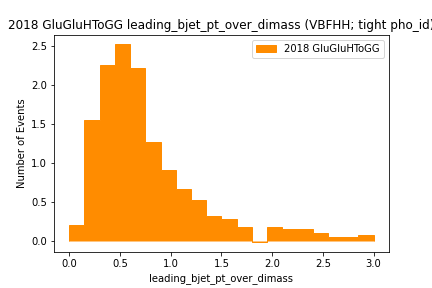 2018 GluGluHToGG leading_bjet_pt_over_dimass (VBFHH; tight pho_id)
2018 GluGluHToGG
Number of Events
2.5
2.0
1.5
1.0
0.5
0.0
0.0 0.5 1.0 1.5 2.0 2.5 3.0
leading_bjet_pt_over_dimass